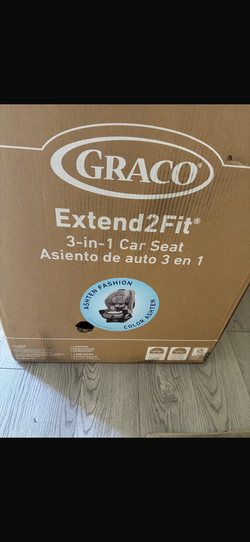 GRACO
Extend2Fit®
3-in-1 Car Seat
Asiento de auto 3 en 1
ASHTEN FASHION
COLOR ASHTEN